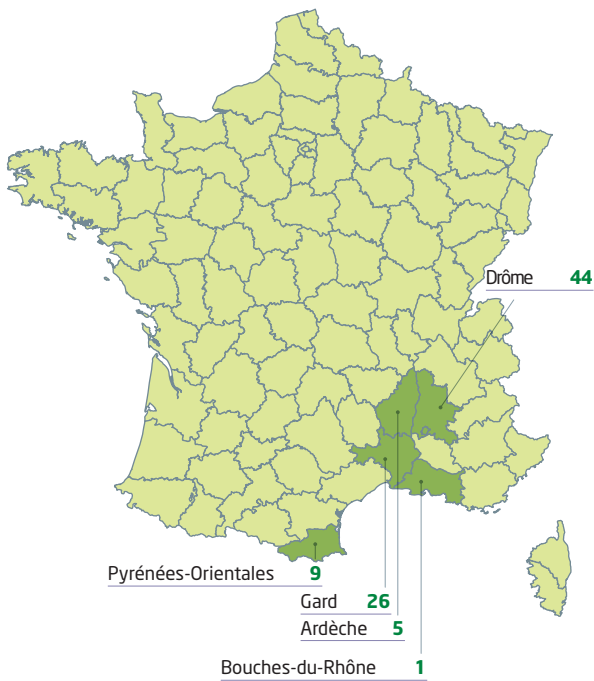 Drôme 44
Pyrénées-Orientales 9
Gard 26
Ardèche 5
Bouches-du-Rhône 1